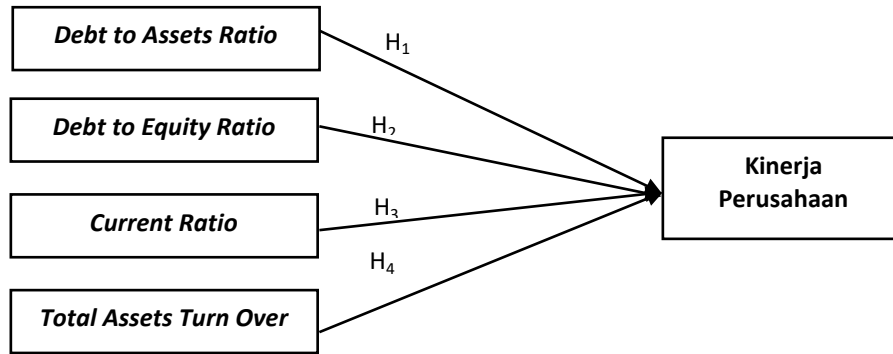 Debt to Assets Ratio
H1
Debt to Equity Ratio
H2
Kinerja
Perusahaan
Current Ratio
H3
H4
Total Assets Turn Over